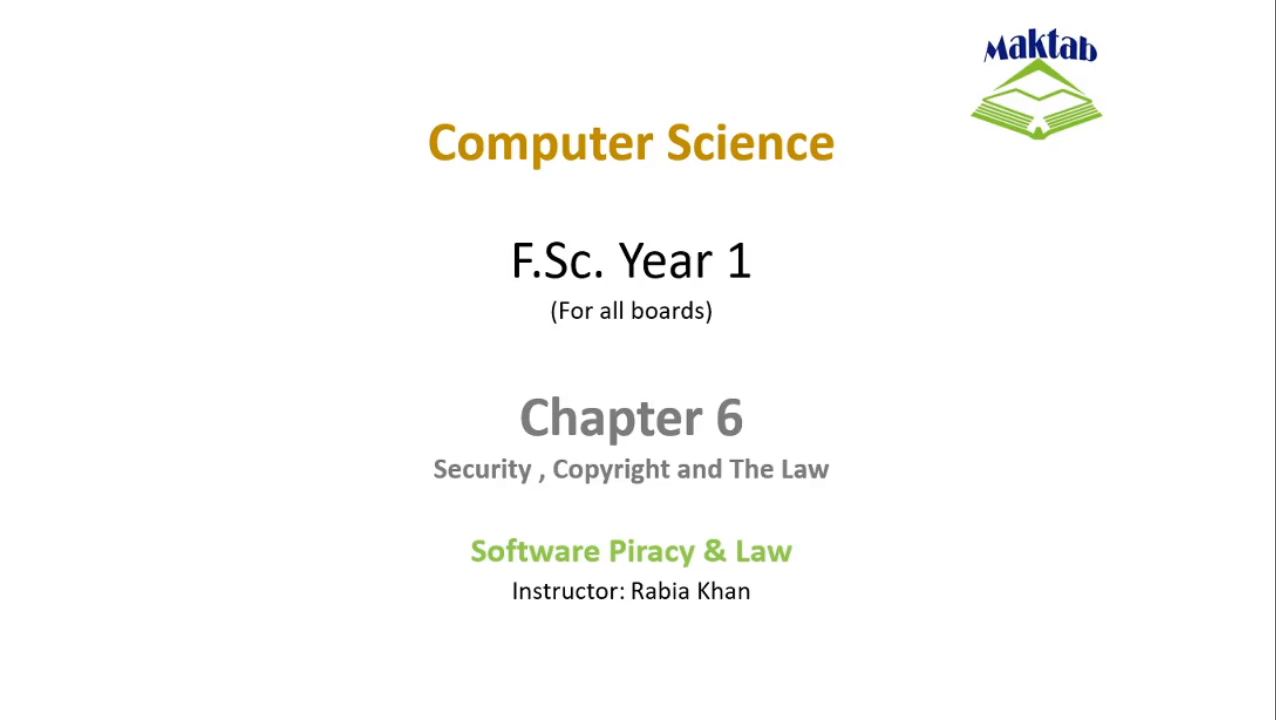 Maktab
Computer Science
F.Sc. Year 1
(For all boards)
Chapter 6
Security , Copyright and The Law
Software Piracy & Law
Instructor: Rabia Khan